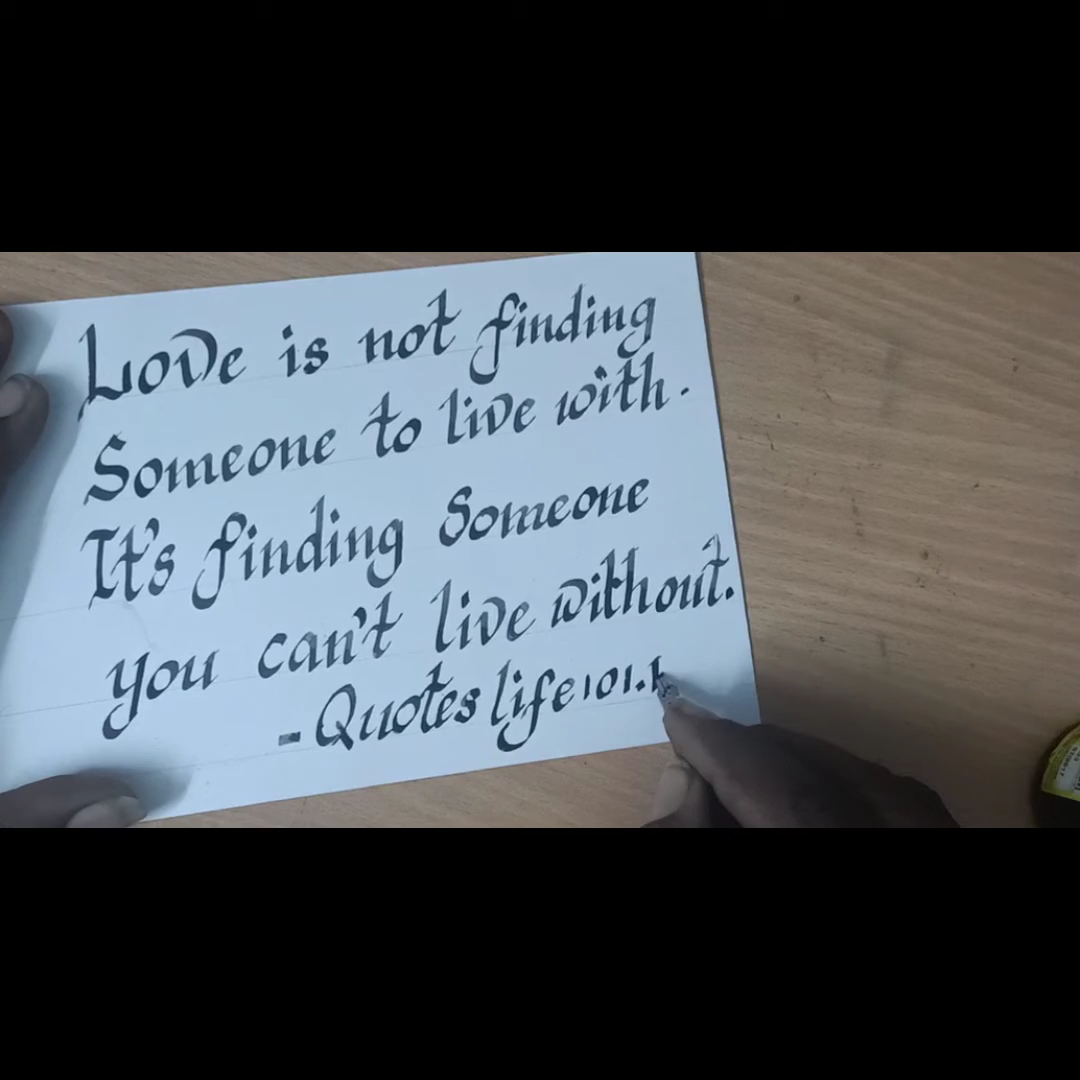 Love is not finding
Someone to live with.
It's finding Someone
you can't live without.
- Quotes life101.